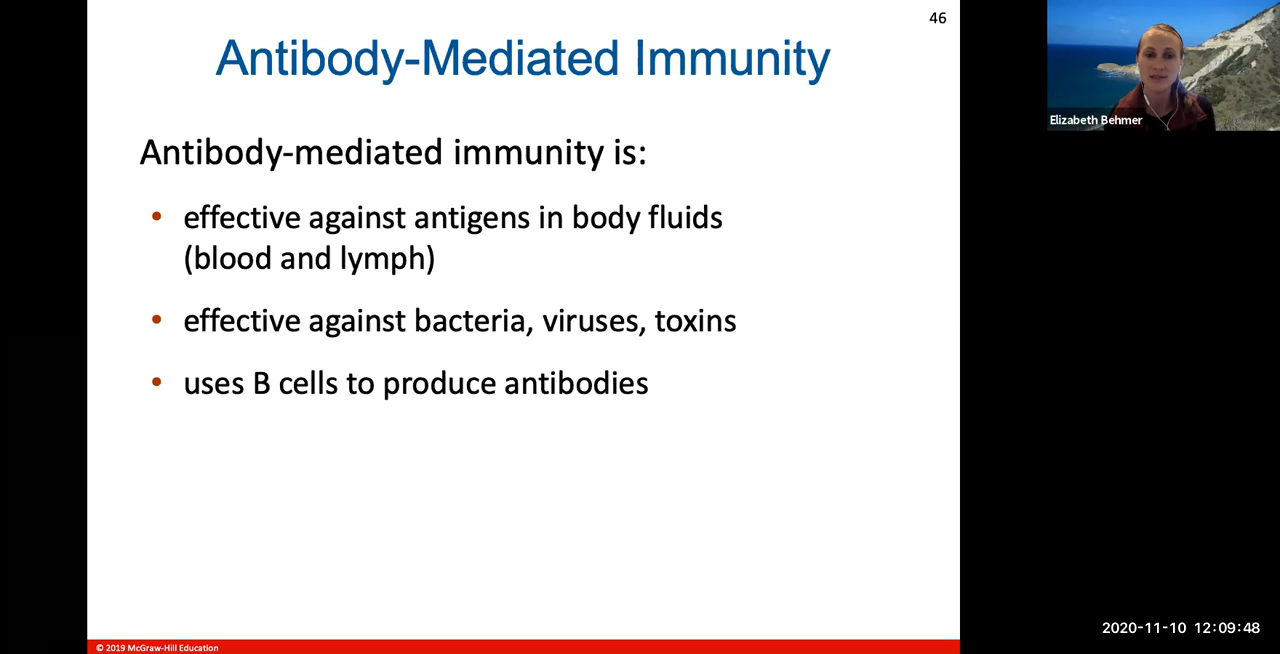 46
Antibody-Mediated Immunity
Elizabeth Behmer
Antibody-mediated immunity is:
• effective against antigens in body fluids
(blood and lymph)
• effective against bacteria, viruses, toxins
• uses B cells to produce antibodies
2020-11-10 12:09:48
© 2019 McGraw-Hill Education